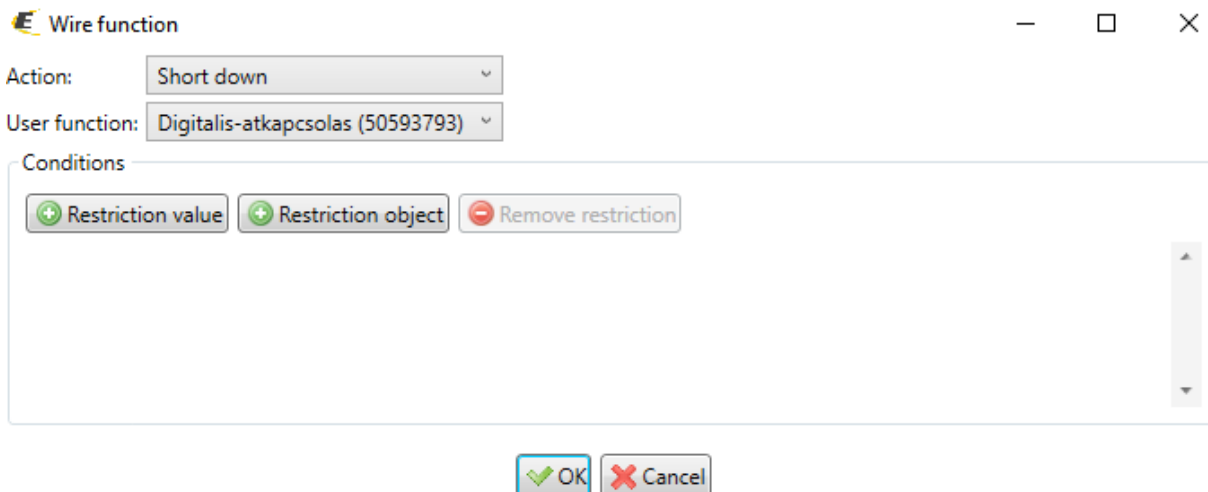 Wire function
Action: Short down
User function: Digitalis-atkapcsolas (50593793)
Conditions
Restriction value Restriction object Remove restriction
OK Cancel